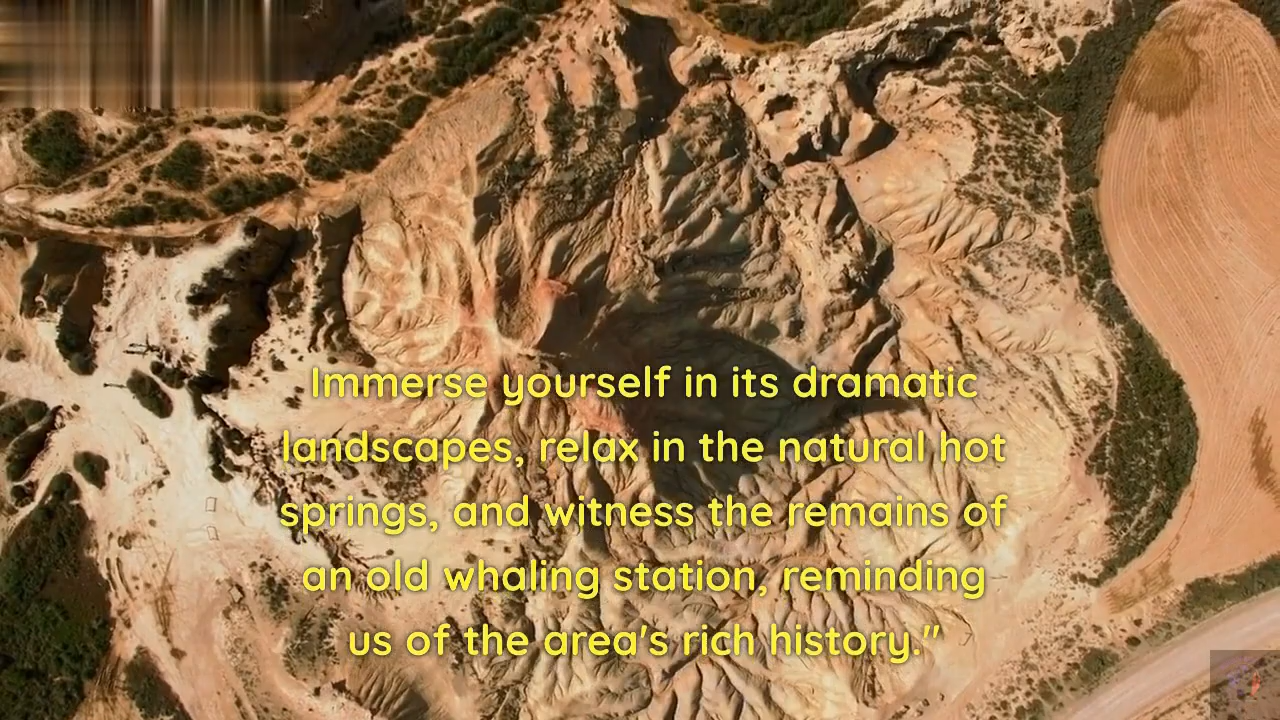 Immerse yourself in its dramatic
landscapes, relax in the natural hot
springs, and witness the remains of
an old whaling station, reminding
us of the area's rich history."